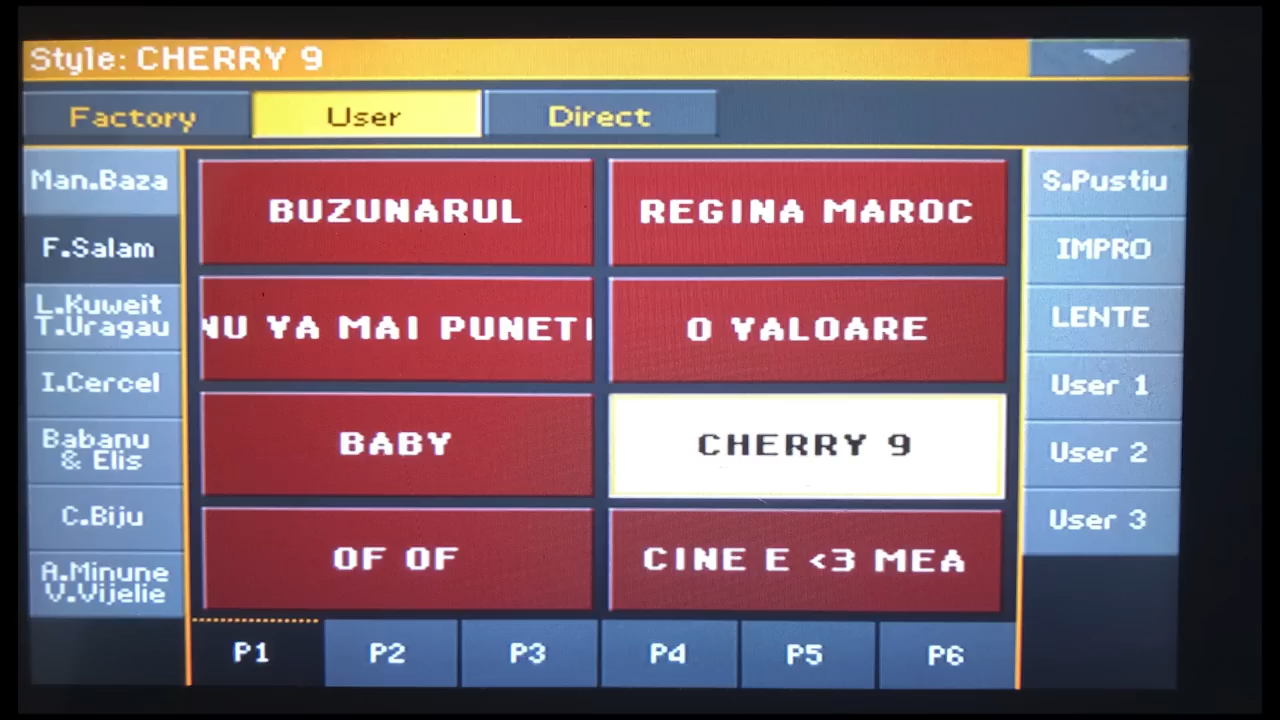 Style: CHERRY 9
Factory
User
Direct
Man.Baza
F.Salam
L.Kuweit
T.Uragau
I.Cercel
Babanu
& Elis
C.Biju
A.Minune
V.Vijelie
BUZUNARUL
REGINA MAROC
NU VA MAI PUNETI
O VALOARE
BABY
CHERRY 9
OF OF
CINE E <3 MEA
S.Pustiu
IMPRO
LENTE
User 1
User 2
User 3
P1
P2
P3
P4
P5
P6